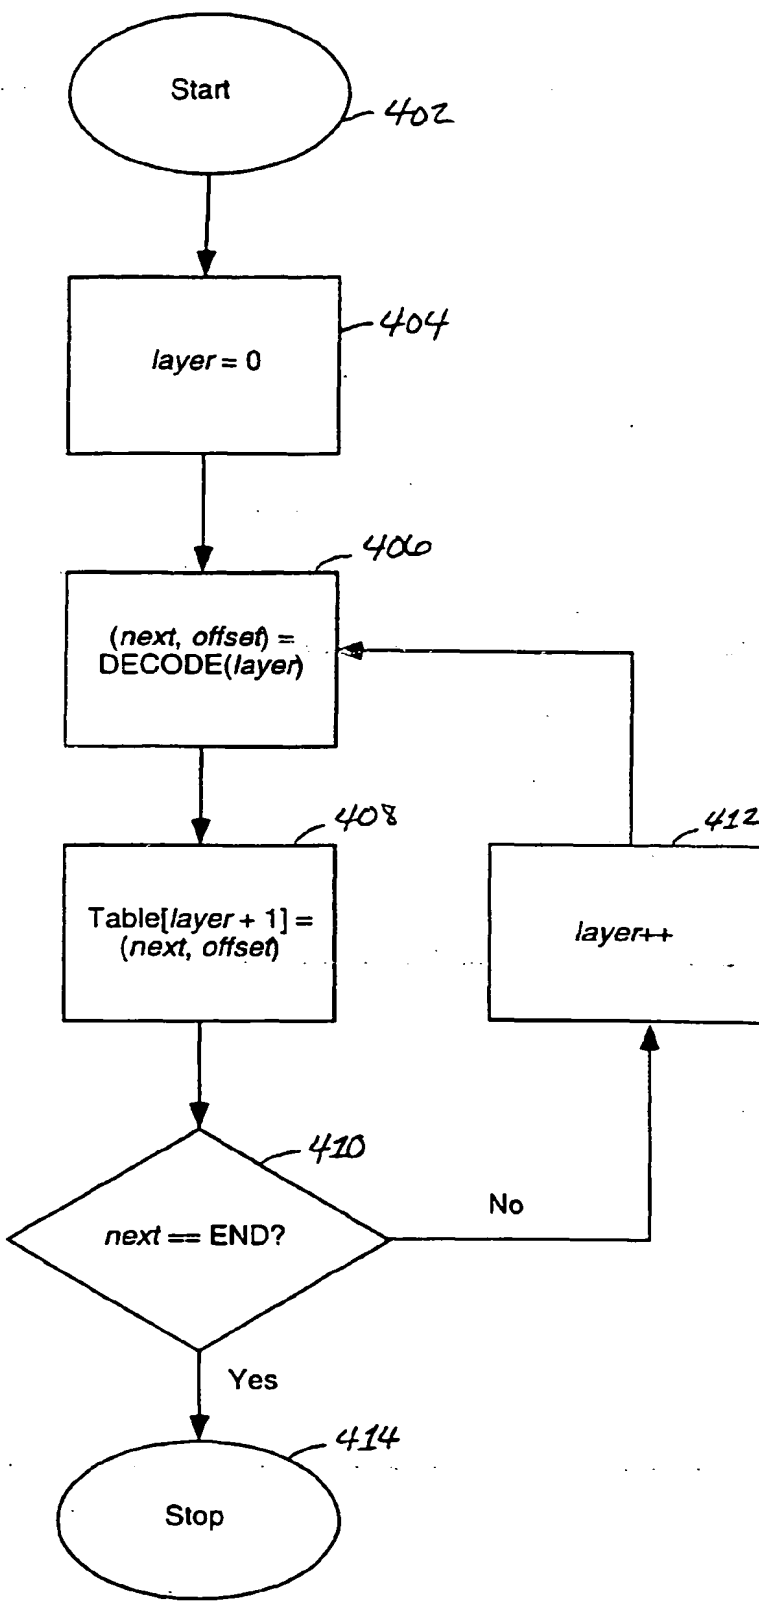 Start
402
layer = 0
404
406
(next, offset) =
DECODE(layer)
408
Table[layer + 1] =
(next, offset)
412
layer++
410
next == END?
No
Yes
414
Stop